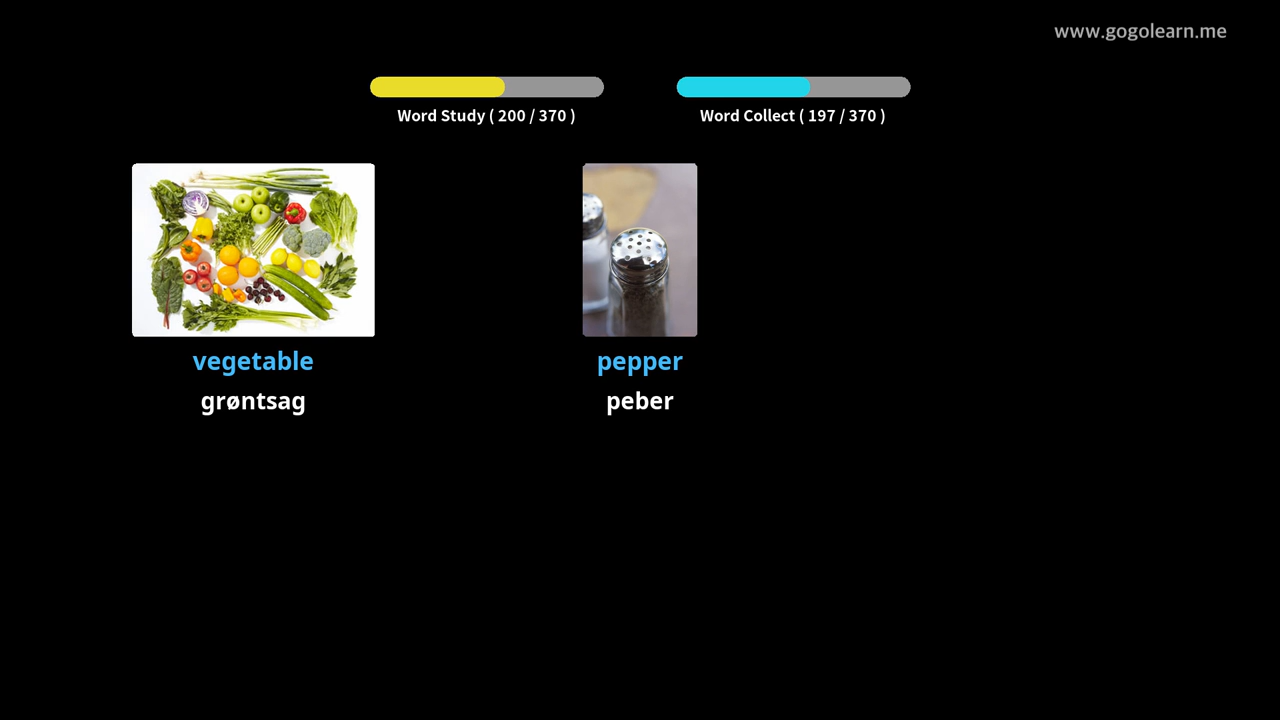 www.gogolearn.me
Word Study ( 200 / 370 )
Word Collect ( 197 / 370 )
vegetable
grøntsag
pepper
peber